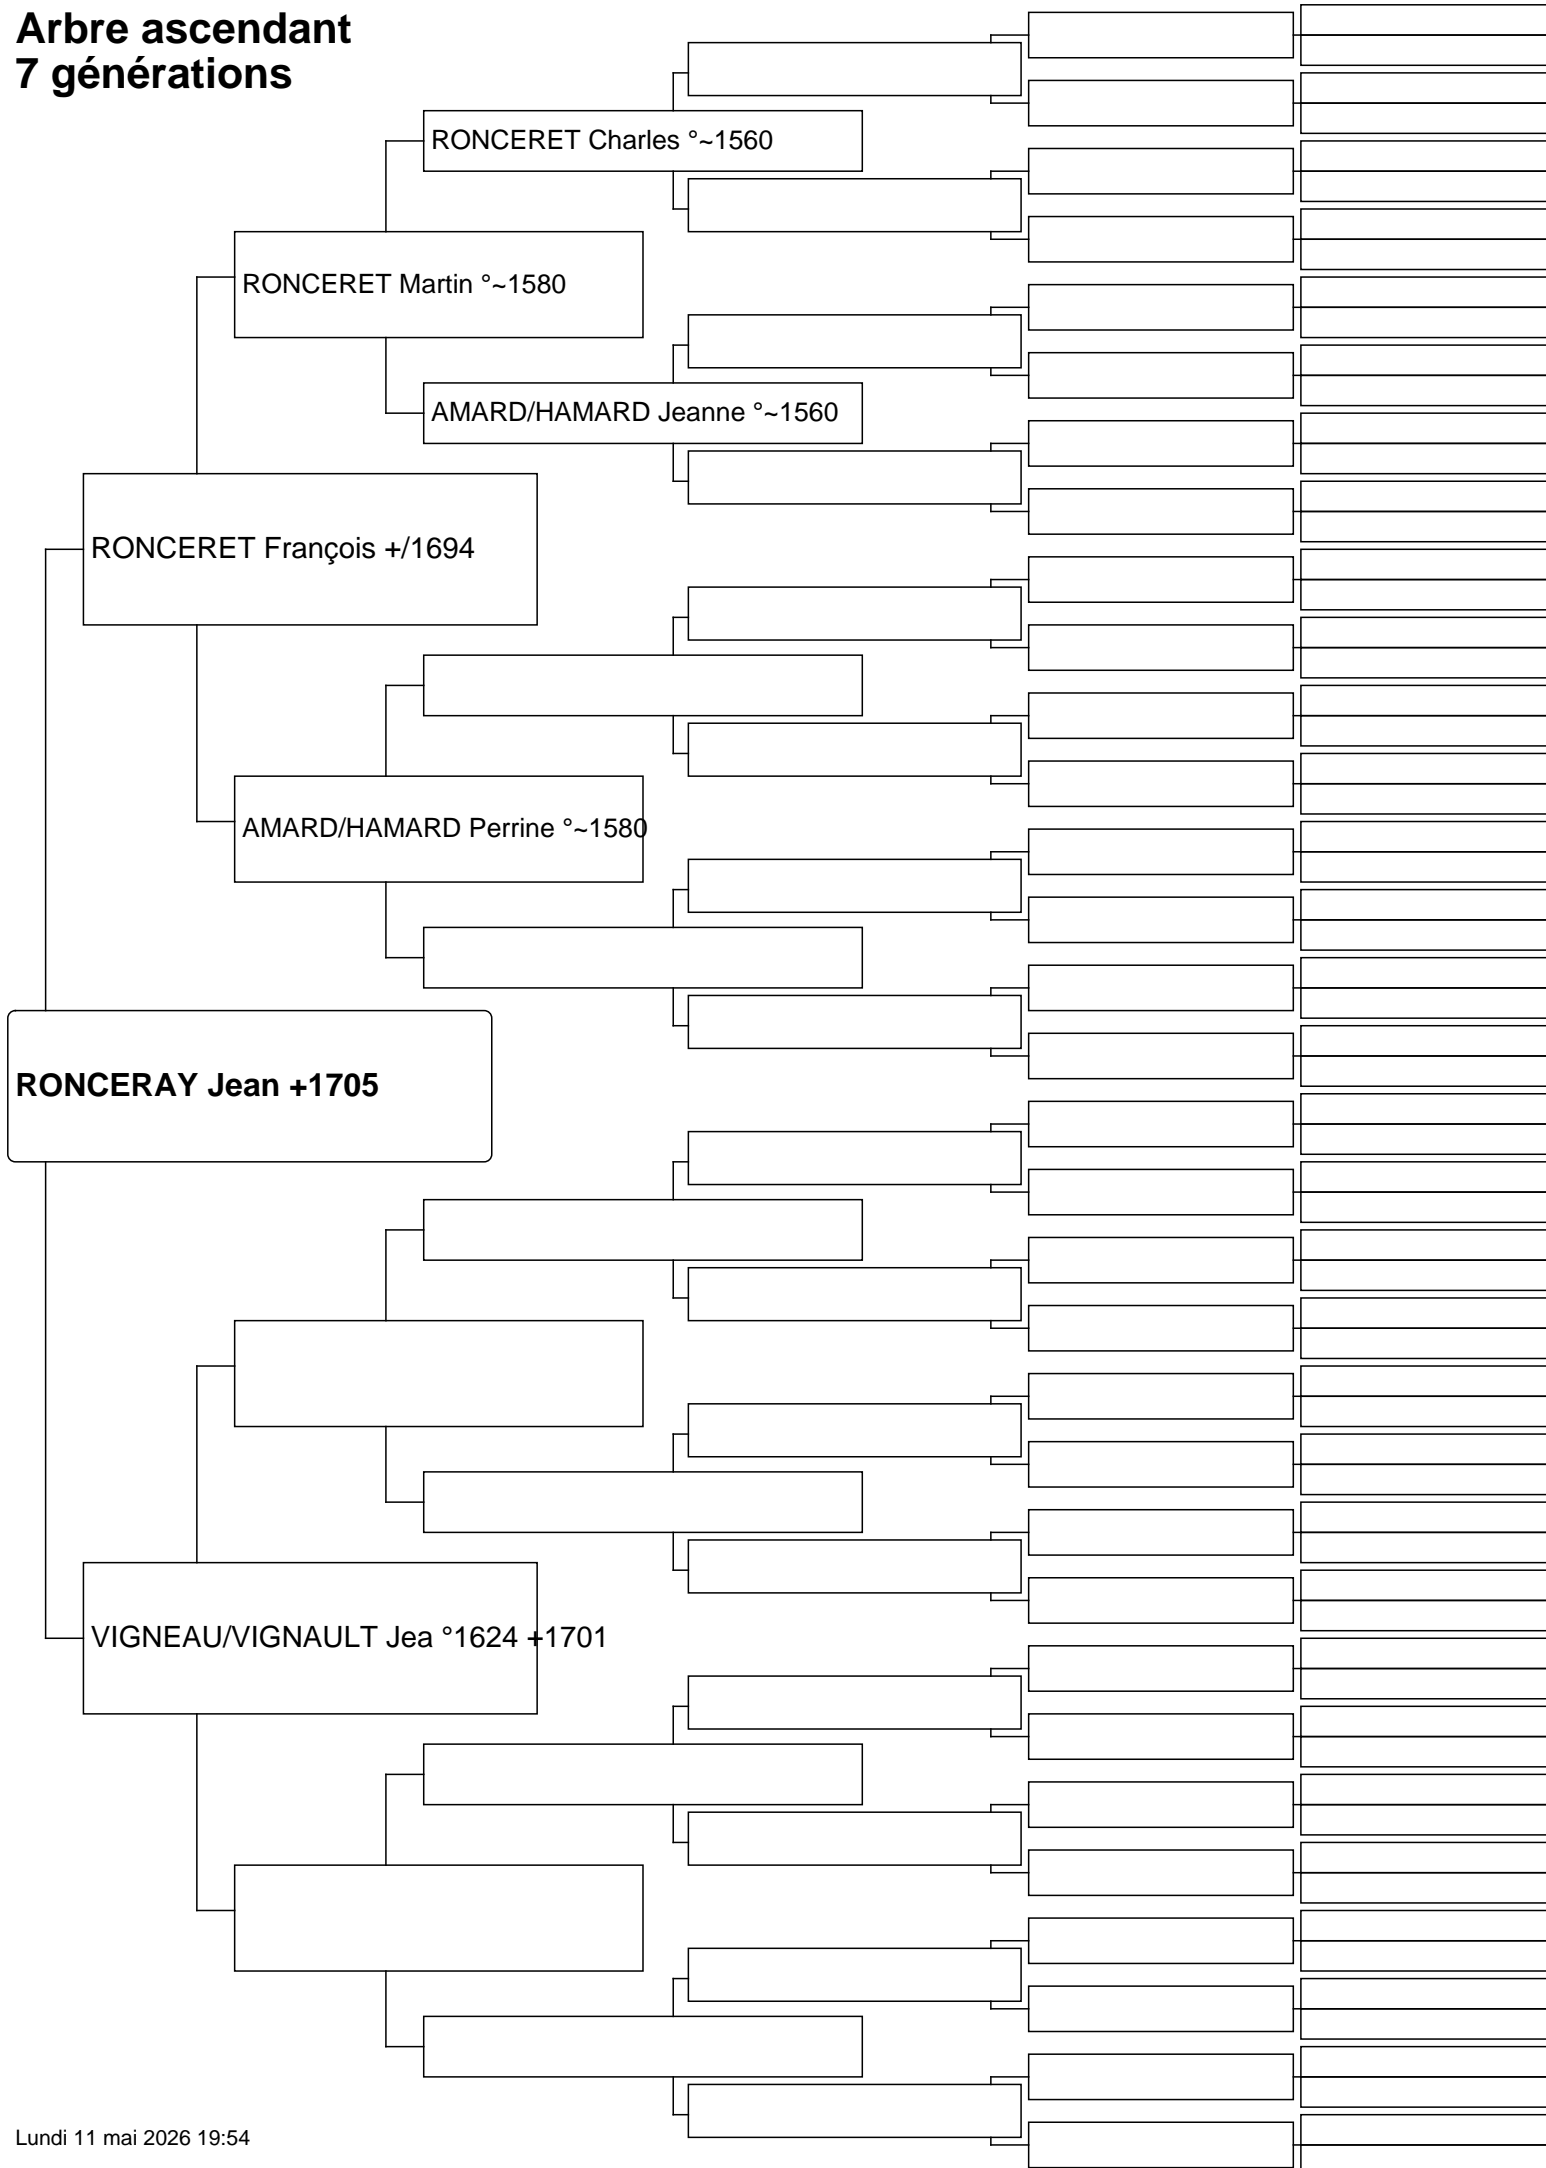 Arbre ascendant
7 générations
RONCERET Charles °~1560
RONCERET Martin °~1580
AMARD/HAMARD Jeanne °~1560
RONCERET François +/1694
AMARD/HAMARD Perrine °~1580
RONCERAY Jean +1705
VIGNEAU/VIGNAULT Jea °1624 +1701
Lundi 11 mai 2026 19:54